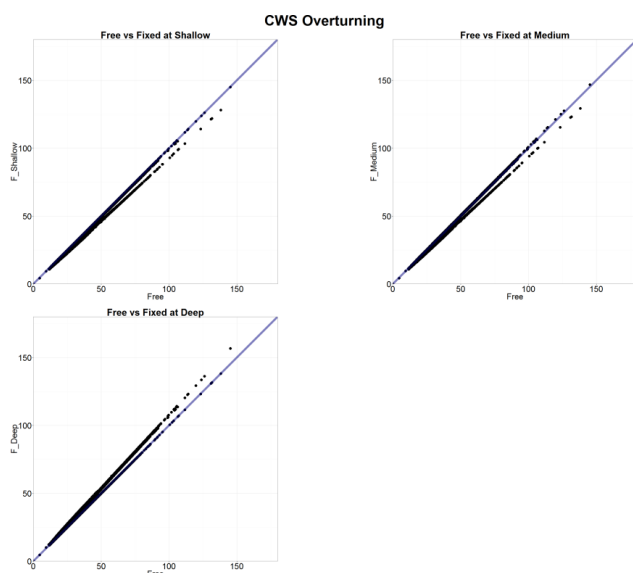 CWS Overturning
Free vs Fixed at Shallow
F_Shallow
150
100
50
0
0 50 100 150
Free
Free vs Fixed at Medium
F_Medium
150
100
50
0
0 50 100 150
Free
Free vs Fixed at Deep
F_Deep
150
100
50
0
0 50 100 150
Free